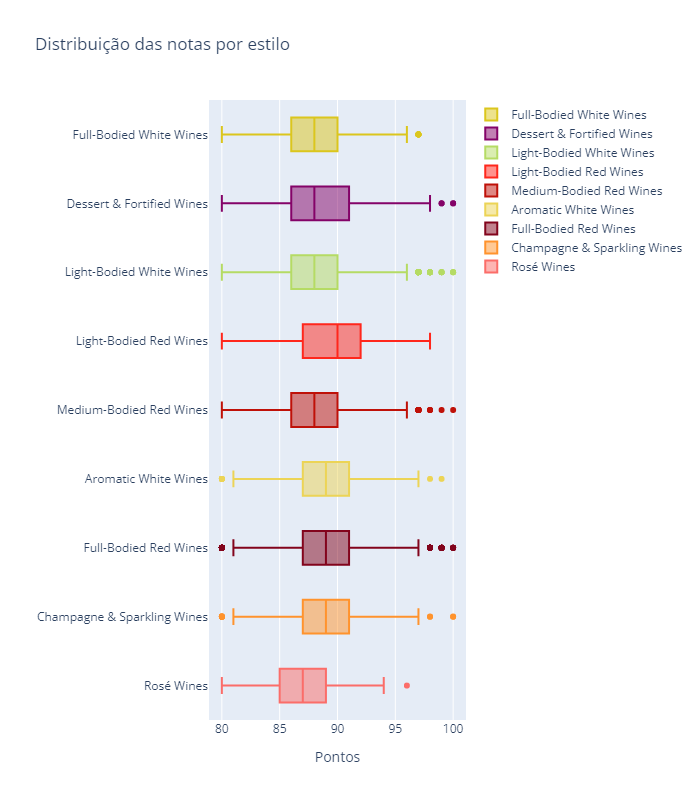 Distribuição das notas por estilo
Full-Bodied White Wines
Dessert & Fortified Wines
Light-Bodied White Wines
Light-Bodied Red Wines
Medium-Bodied Red Wines
Aromatic White Wines
Full-Bodied Red Wines
Champagne & Sparkling Wines
Rosé Wines
80 85 90 95 100
Pontos
Full-Bodied White Wines
Dessert & Fortified Wines
Light-Bodied White Wines
Light-Bodied Red Wines
Medium-Bodied Red Wines
Aromatic White Wines
Full-Bodied Red Wines
Champagne & Sparkling Wines
Rosé Wines